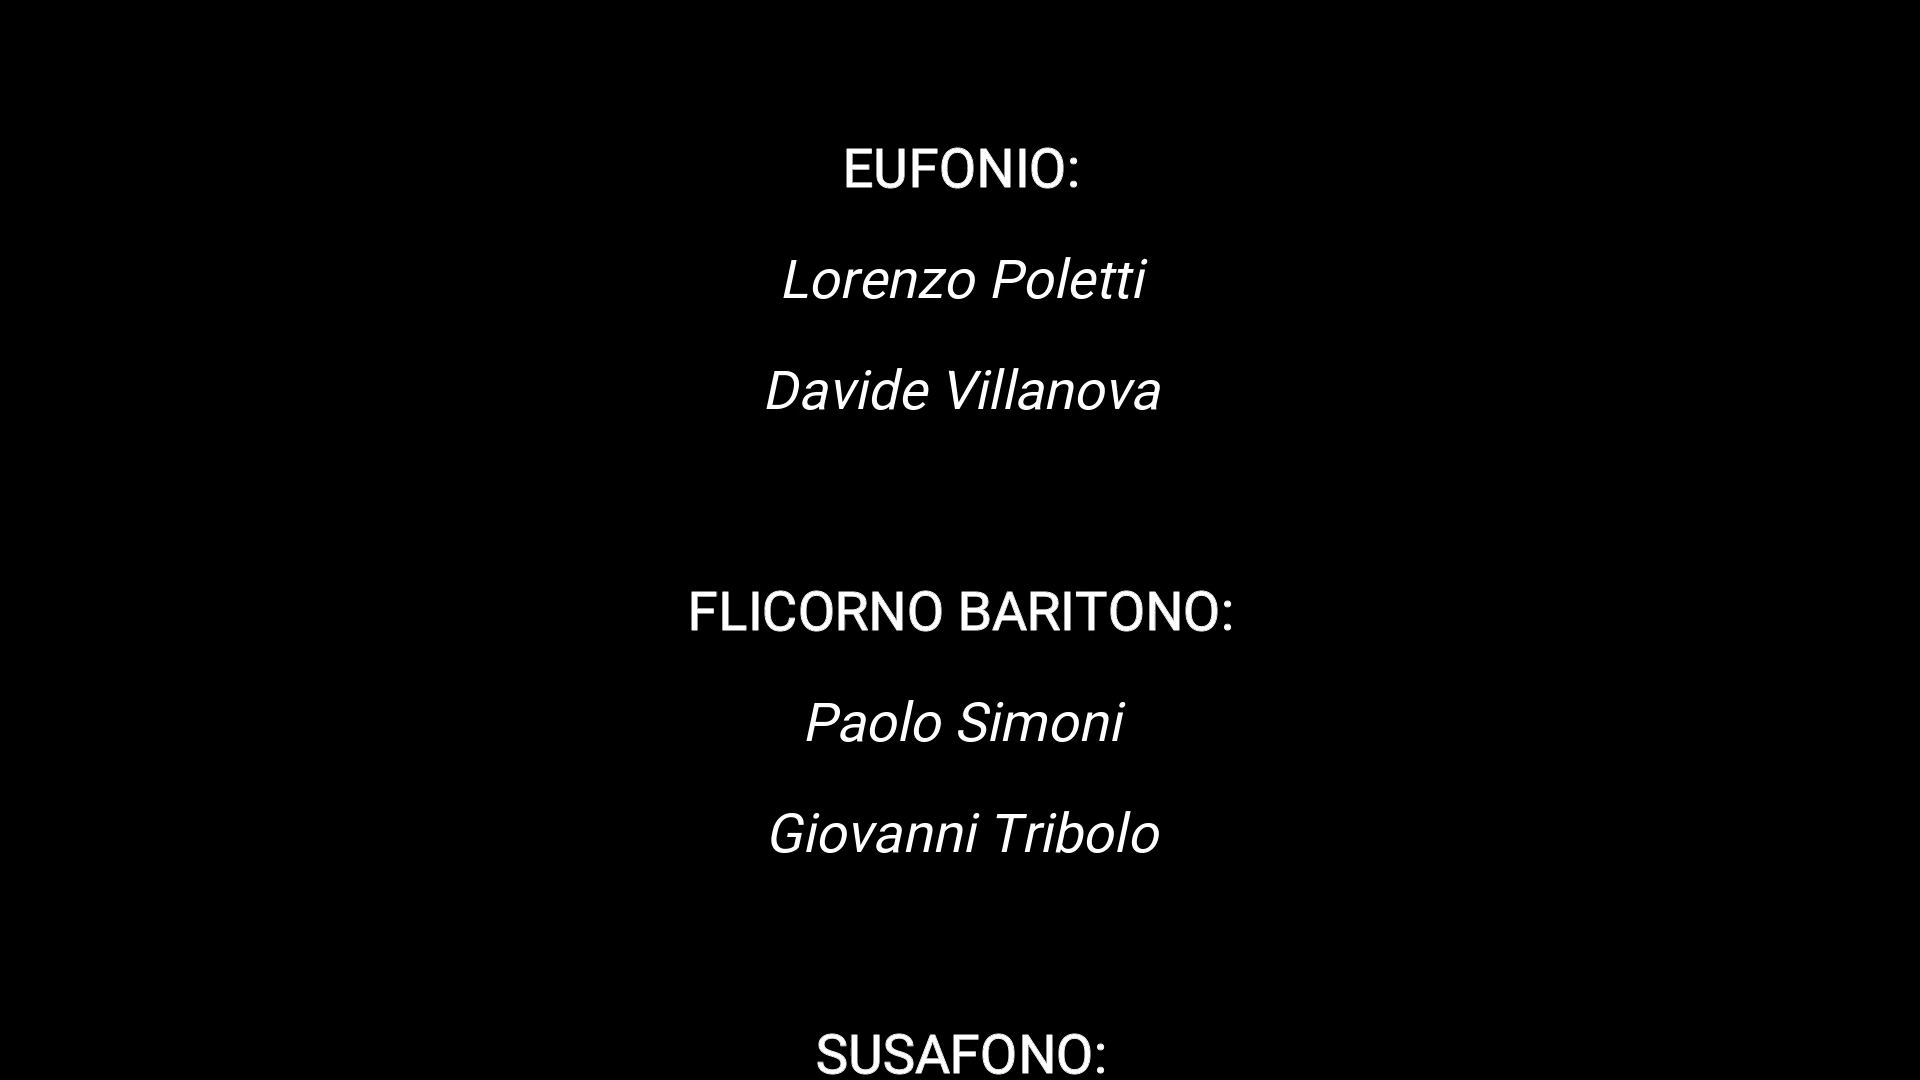 EUFONIO:
Lorenzo Poletti
Davide Villanova
FLICORNO BARITONO:
Paolo Simoni
Giovanni Tribolo
SUSAFONO: